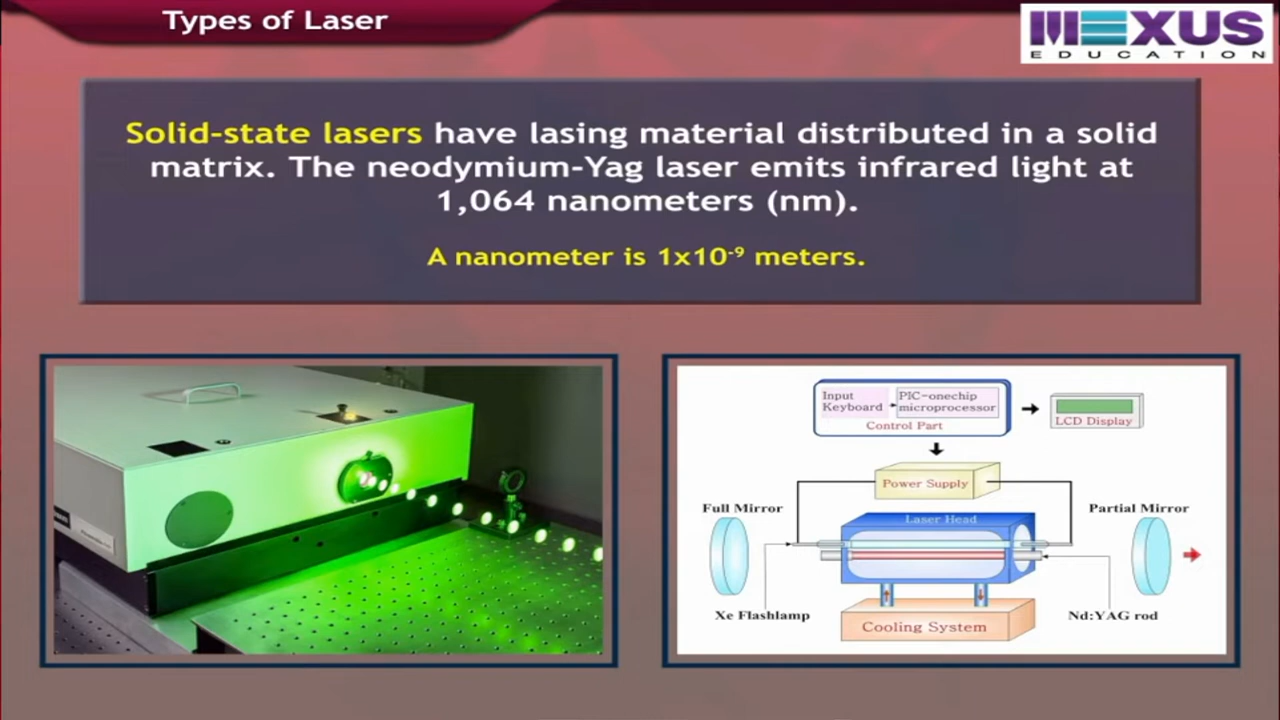 Types of Laser
MEXUS
EDUCATION
Solid-state lasers have lasing material distributed in a solid
matrix. The neodymium-Yag laser emits infrared light at
1,064 nanometers (nm).
A nanometer is 1x10⁻⁹ meters.
Input
Keyboard
PIC-onechip
microprocessor
Control Part
LCD Display
Power Supply
Full Mirror
Partial Mirror
Laser Head
Xe Flashlamp
Nd:YAG rod
Cooling System